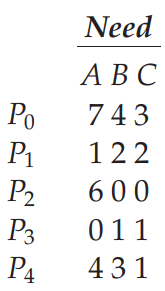 Need
A B C
P0 7 4 3
P1 1 2 2
P2 6 0 0
P3 0 1 1
P4 4 3 1